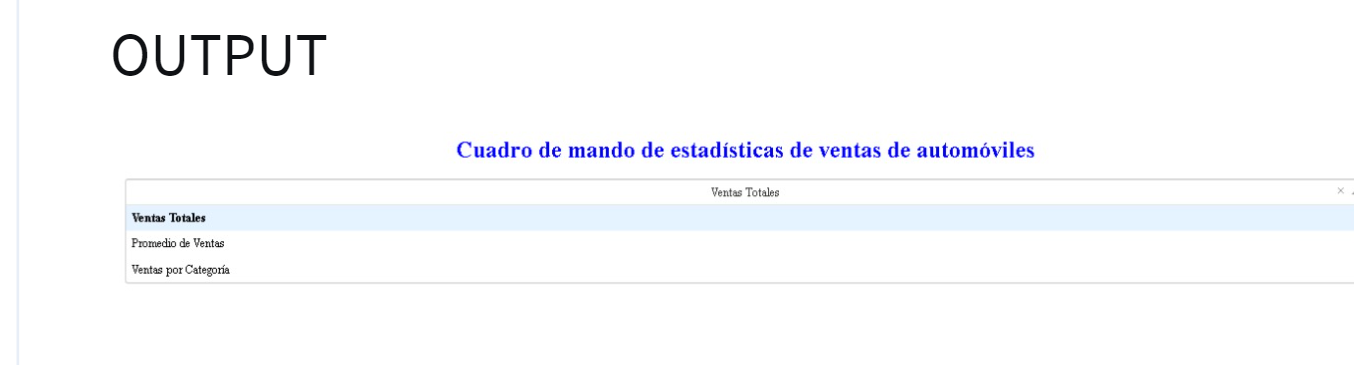 OUTPUT
Cuadro de mando de estadísticas de ventas de automóviles
Ventas Totales
Ventas Totales
Promedio de Ventas
Ventas por Categoría